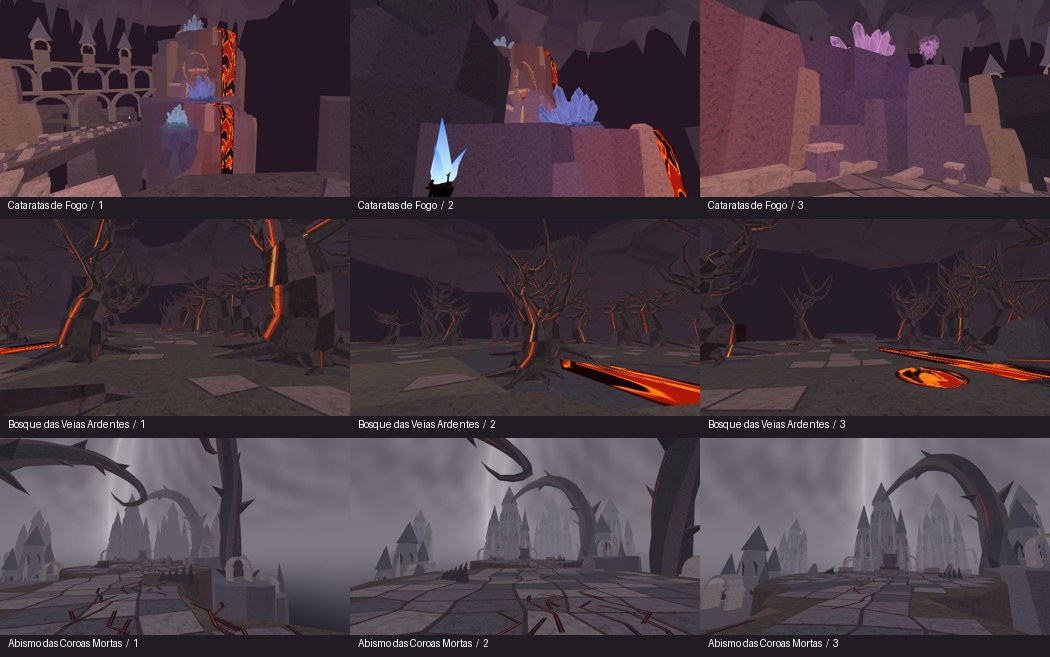 Cataratas de Fogo / 1
Cataratas de Fogo / 2
Cataratas de Fogo / 3
Bosque das Veias Ardentes / 1
Bosque das Veias Ardentes / 2
Bosque das Veias Ardentes / 3
Abismo das Coroas Mortas / 1
Abismo das Coroas Mortas / 2
Abismo das Coroas Mortas / 3